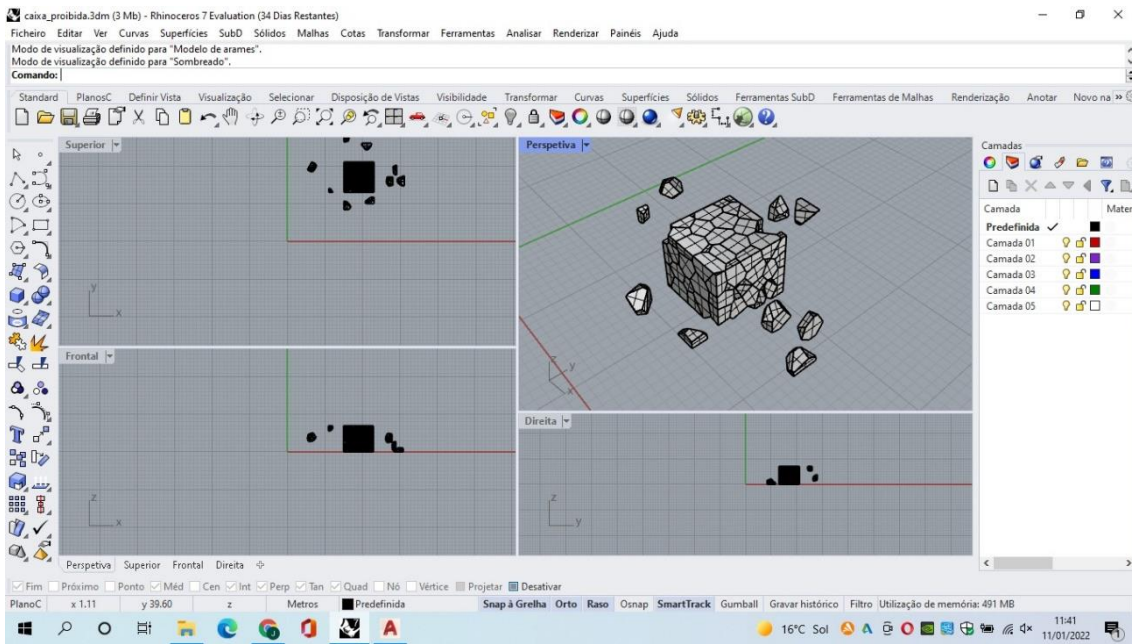 caixa_proibida.3dm (3 Mb) - Rhinoceros 7 Evaluation (34 Dias Restantes)
Ficheiro Editar Ver Curvas Superfícies SubD Sólidos Malhas Cotas Transformar Ferramentas Analisar Renderizar Painéis Ajuda
Modo de visualização definido para "Modelo de arames".
Modo de visualização definido para "Sombreado".
Comando:
Standard PlanosC Definir Vista Visualização Selecionar Disposição de Vistas Visibilidade Transformar Curvas Superfícies Sólidos Ferramentas SubD Ferramentas de Malhas Renderização Anotar Novo na »
Superior
y
x
Perspetiva
z
y
x
Frontal
z
x
Direita
z
y
Camadas
Camada Mater
Predefinida
Camada 01
Camada 02
Camada 03
Camada 04
Camada 05
Perspetiva Superior Frontal Direita
Fim Próximo Ponto Méd Cen Int Perp Tan Quad Nó Vértice Projetar Desativar
PlanoC x 1.11 y 39.60 z Metros Predefinida Snap à Grelha Orto Raso Osnap SmartTrack Gumball Gravar histórico Filtro Utilização de memória: 491 MB
16°C Sol
11:41
11/01/2022